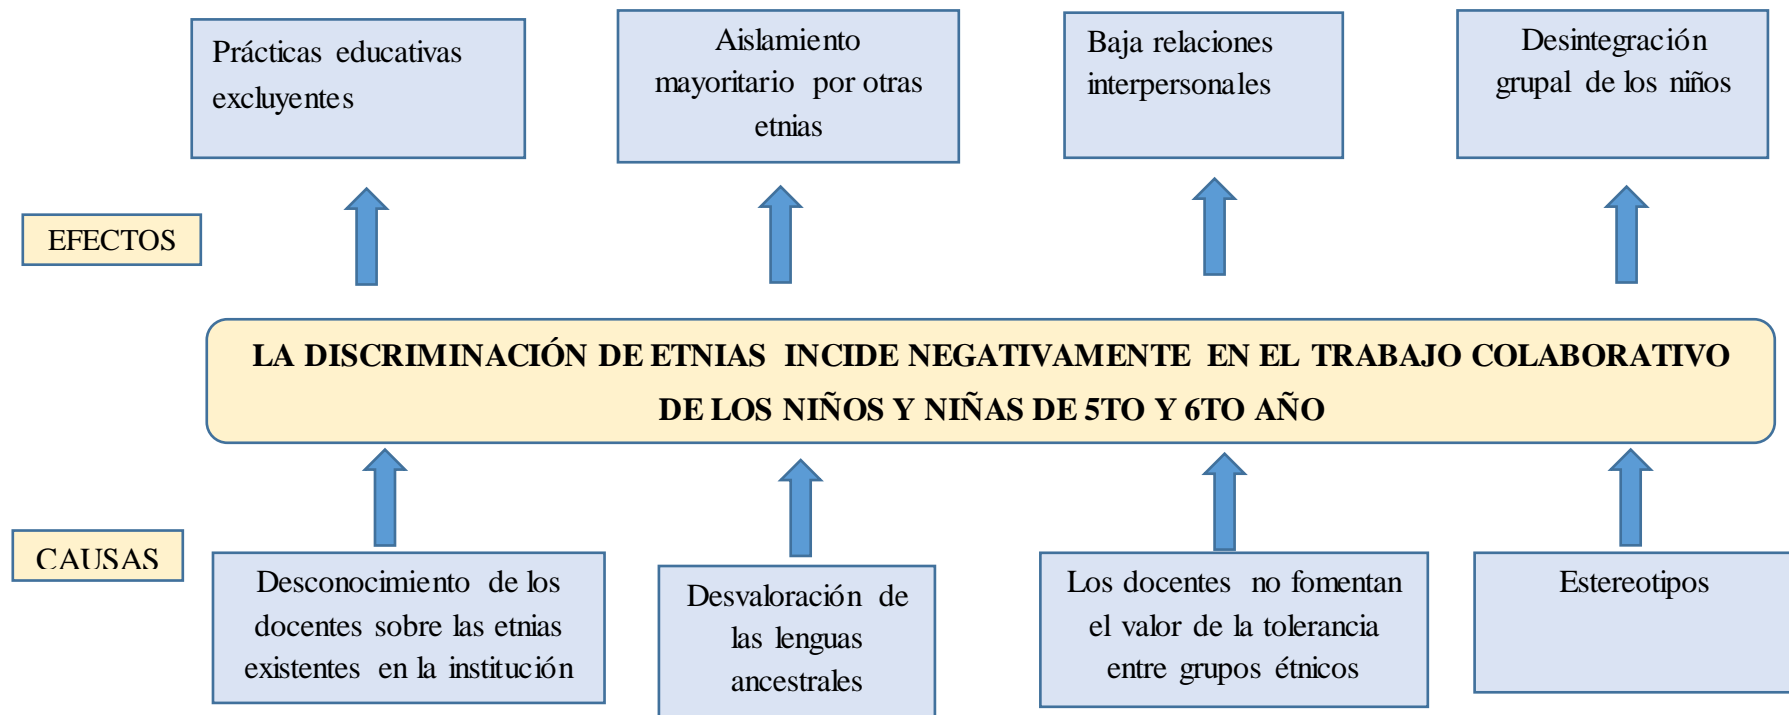 Prácticas educativas
excluyentes
Aislamiento
mayoritario por otras
etnias
Baja relaciones
interpersonales
Desintegración
grupal de los niños
EFECTOS
LA DISCRIMINACIÓN DE ETNIAS INCIDE NEGATIVAMENTE EN EL TRABAJO COLABORATIVO
DE LOS NIÑOS Y NIÑAS DE 5TO Y 6TO AÑO
CAUSAS
Desconocimiento de los
docentes sobre las etnias
existentes en la institución
Desvaloración de
las lenguas
ancestrales
Los docentes no fomentan
el valor de la tolerancia
entre grupos étnicos
Estereotipos